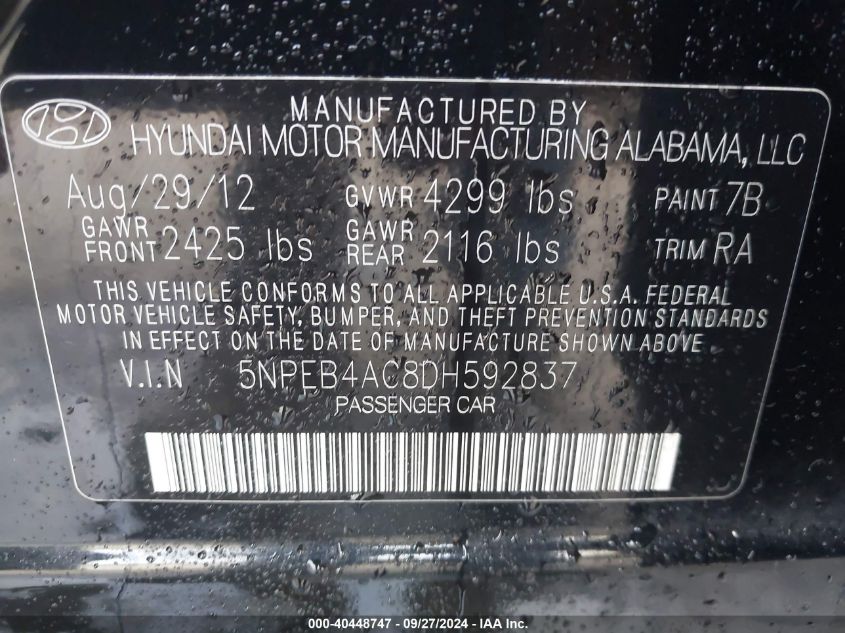 MANUFACTURED BY
HYUNDAI MOTOR MANUFACTURING ALABAMA, LLC
Aug/29/12 GVWR 4299 lbs PAINT 7B
GAWR FRONT 2425 lbs GAWR REAR 2116 lbs TRIM RA
THIS VEHICLE CONFORMS TO ALL APPLICABLE U.S.A. FEDERAL
MOTOR VEHICLE SAFETY, BUMPER, AND THEFT PREVENTION STANDARDS
IN EFFECT ON THE DATE OF MANUFACTURE SHOWN ABOVE
V.I.N 5NPEB4AC8DH592837
PASSENGER CAR
000-40448747 - 09/27/2024 - IAA Inc.